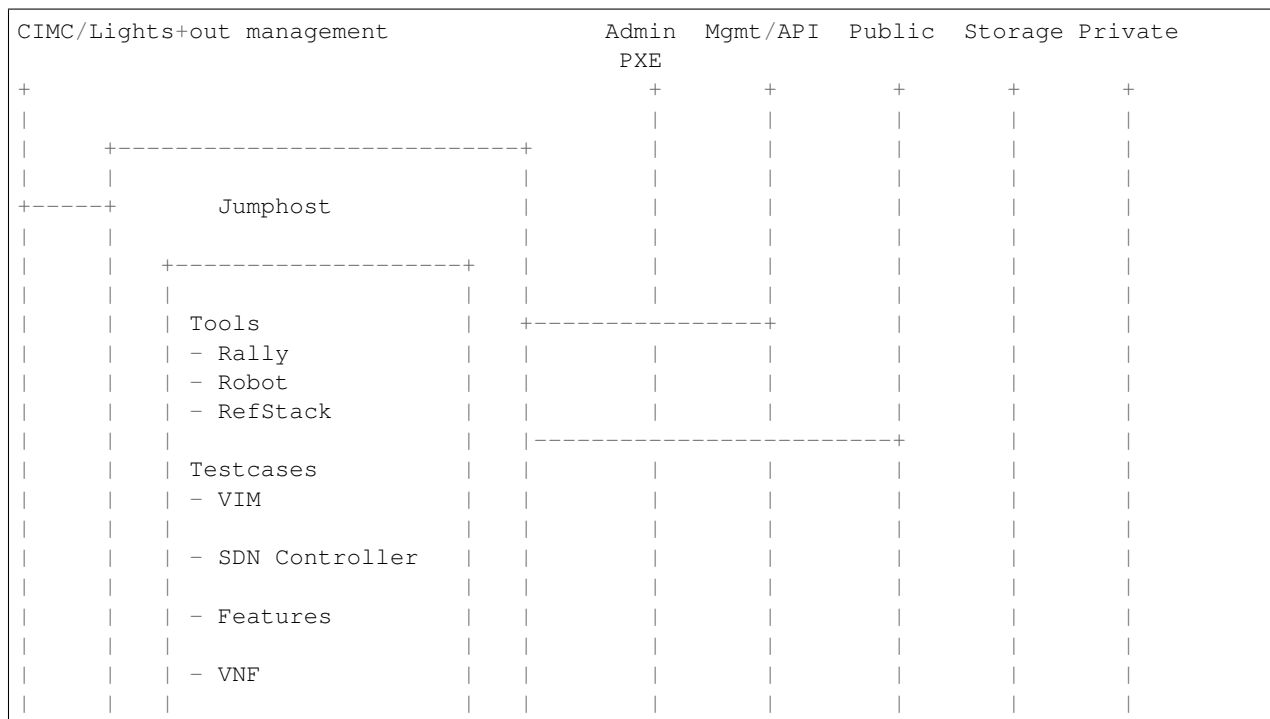 CIMC/Lights+out management Admin Mgmt/API Public Storage Private
PXE
Jumphost
Tools
- Rally
- Robot
- RefStack
Testcases
- VIM
- SDN Controller
- Features
- VNF